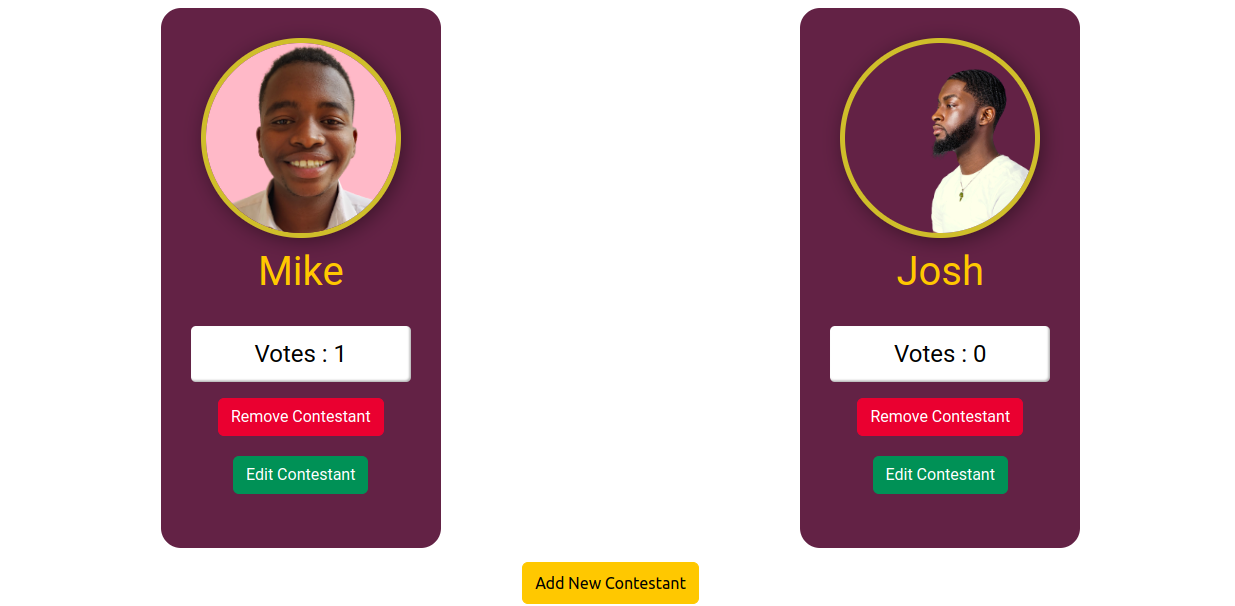 Mike
Votes : 1
Remove Contestant
Edit Contestant
Josh
Votes : 0
Remove Contestant
Edit Contestant
Add New Contestant